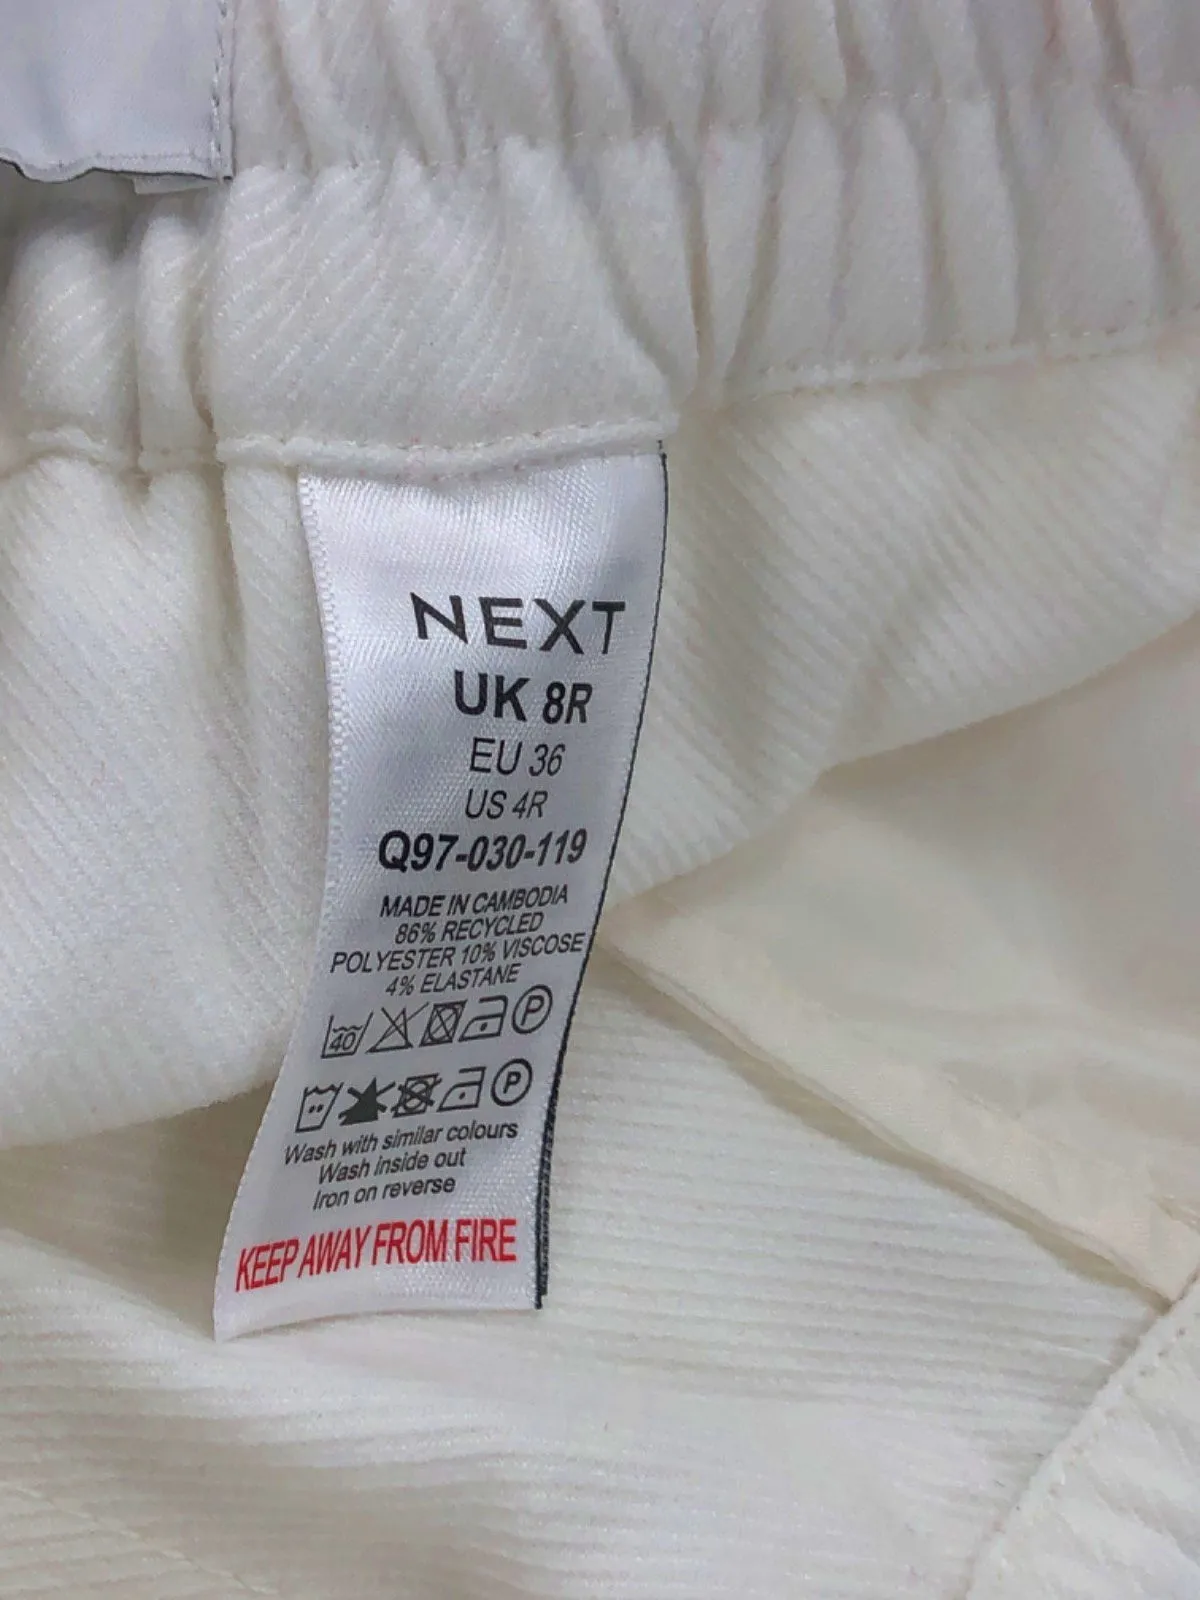 NEXT
UK 8R
EU 36
US 4R
Q97-030-119
MADE IN CAMBODIA
86% RECYCLED
POLYESTER 10% VISCOSE
4% ELASTANE
40 P
P
Wash with similar colours
Wash inside out
Iron on reverse
KEEP AWAY FROM FIRE